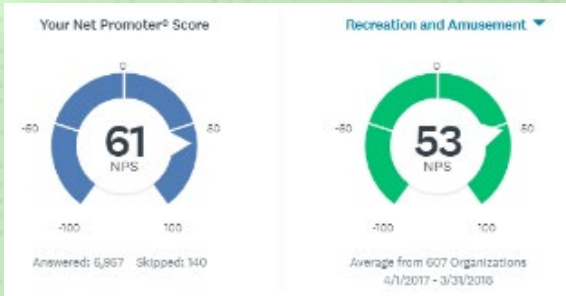 Your Net Promoter® Score
0
-50
50
61
NPS
-100
100
Answered: 6,867 Skipped: 140
Recreation and Amusement
0
-50
50
53
NPS
-100
100
Average from 607 Organizations
4/1/2017 - 3/31/2018